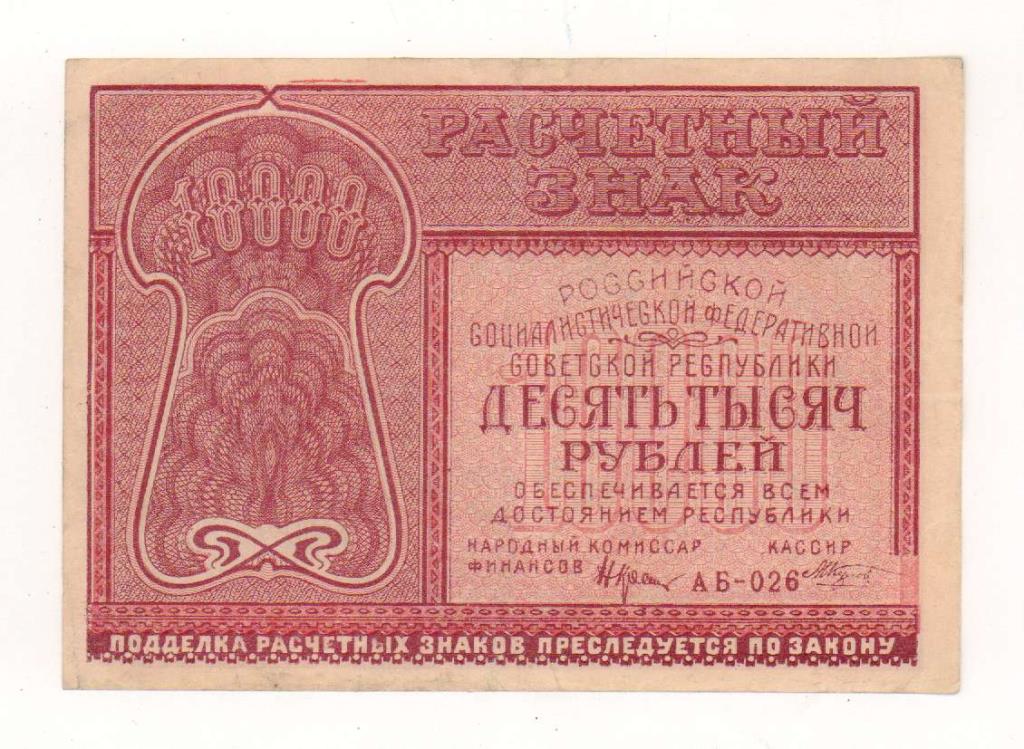 РАСЧЕТНЫЙ
ЗНАК
10000
РОССИЙСКОЙ
СОЦИАЛИСТИЧЕСКОЙ ФЕДЕРАТИВНОЙ
СОВЕТСКОЙ РЕСПУБЛИКИ
ДЕСЯТЬ ТЫСЯЧ
РУБЛЕЙ
ОБЕСПЕЧИВАЕТСЯ ВСЕМ
ДОСТОЯНИЕМ РЕСПУБЛИКИ
НАРОДНЫЙ КОМИССАР КАССИР
ФИНАНСОВ
АБ-026
ПОДДЕЛКА РАСЧЕТНЫХ ЗНАКОВ ПРЕСЛЕДУЕТСЯ ПО ЗАКОНУ